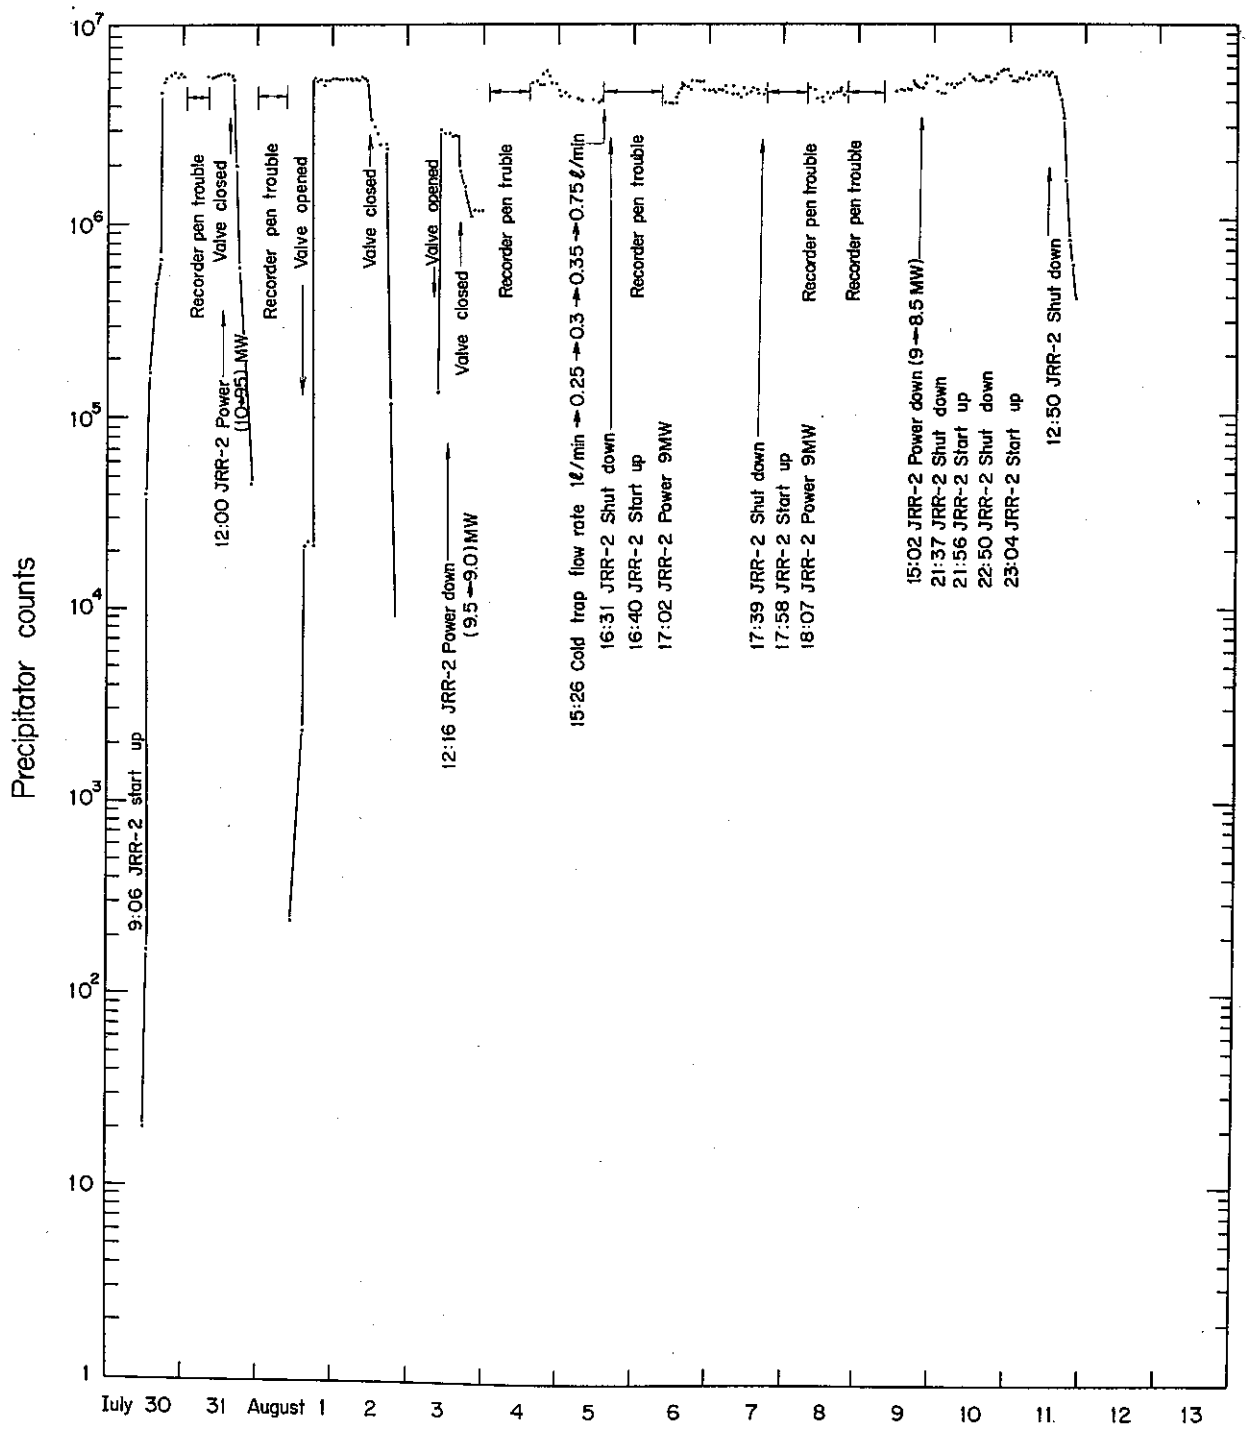 Precipitator counts
10⁷
10⁶
10⁵
10⁴
10³
10²
10
1
9:06 JRR-2 start up
Recorder pen trouble
Valve closed
12:00 JRR-2 Power
(10→9.5) MW
Recorder pen trouble
Valve opened
Valve closed
Valve opened
12:16 JRR-2 Power down
(9.5→9.0) MW
Valve closed
Recorder pen truble
15:26 Cold trap flow rate 1ℓ/min→0.25→0.3→0.35→0.75ℓ/min
16:31 JRR-2 Shut down
16:40 JRR-2 Start up
17:02 JRR-2 Power 9MW
Recorder pen trouble
17:39 JRR-2 Shut down
17:58 JRR-2 Start up
18:07 JRR-2 Power 9MW
Recorder pen trouble
Recorder pen trouble
15:02 JRR-2 Power down (9→8.5 MW)
21:37 JRR-2 Shut down
21:56 JRR-2 Start up
22:50 JRR-2 Shut down
23:04 JRR-2 Start up
12:50 JRR-2 Shut down
Iuly 30 31 August 1 2 3 4 5 6 7 8 9 10 11. 12 13